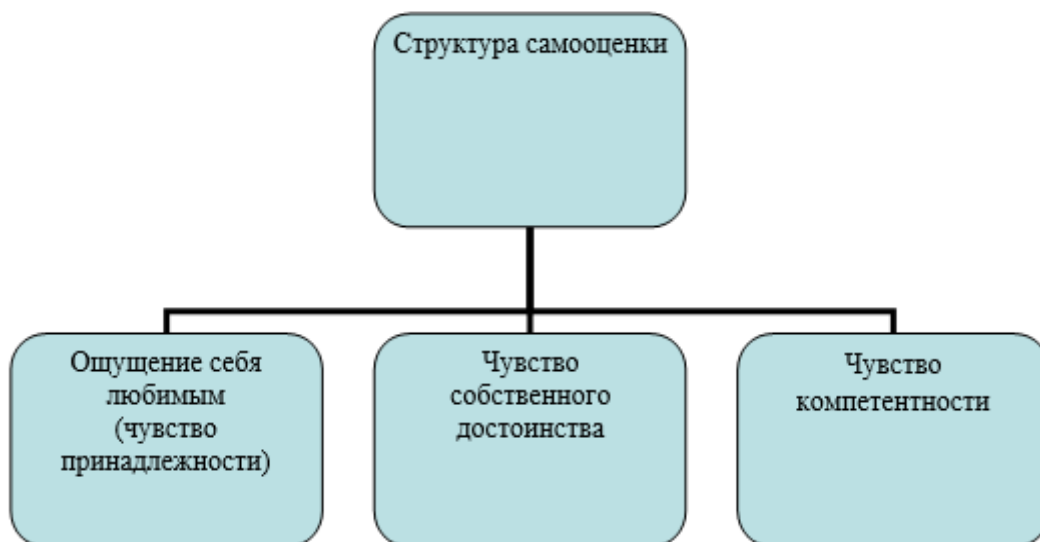 Структура самооценки
Ощущение себя
любимым
(чувство
принадлежности)
Чувство
собственного
достоинства
Чувство
компетентности